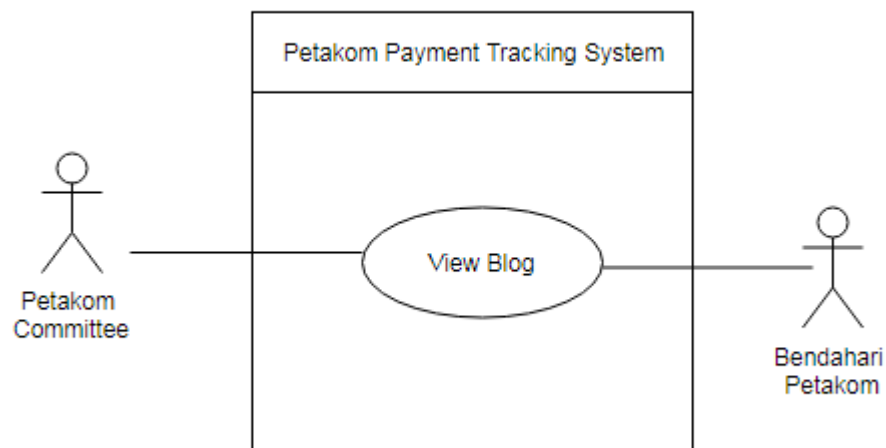 Petakom Payment Tracking System
View Blog
Petakom
Committee
Bendahari
Petakom